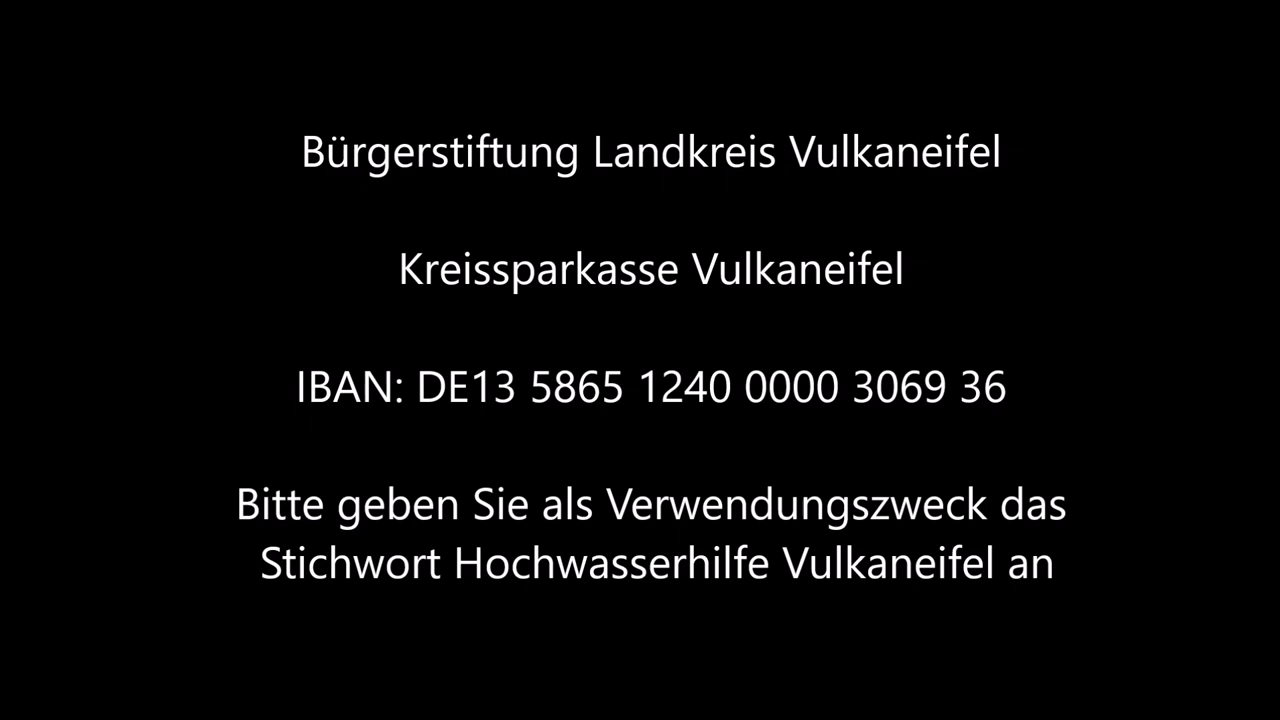 Bürgerstiftung Landkreis Vulkaneifel
Kreissparkasse Vulkaneifel
IBAN: DE13 5865 1240 0000 3069 36
Bitte geben Sie als Verwendungszweck das
Stichwort Hochwasserhilfe Vulkaneifel an